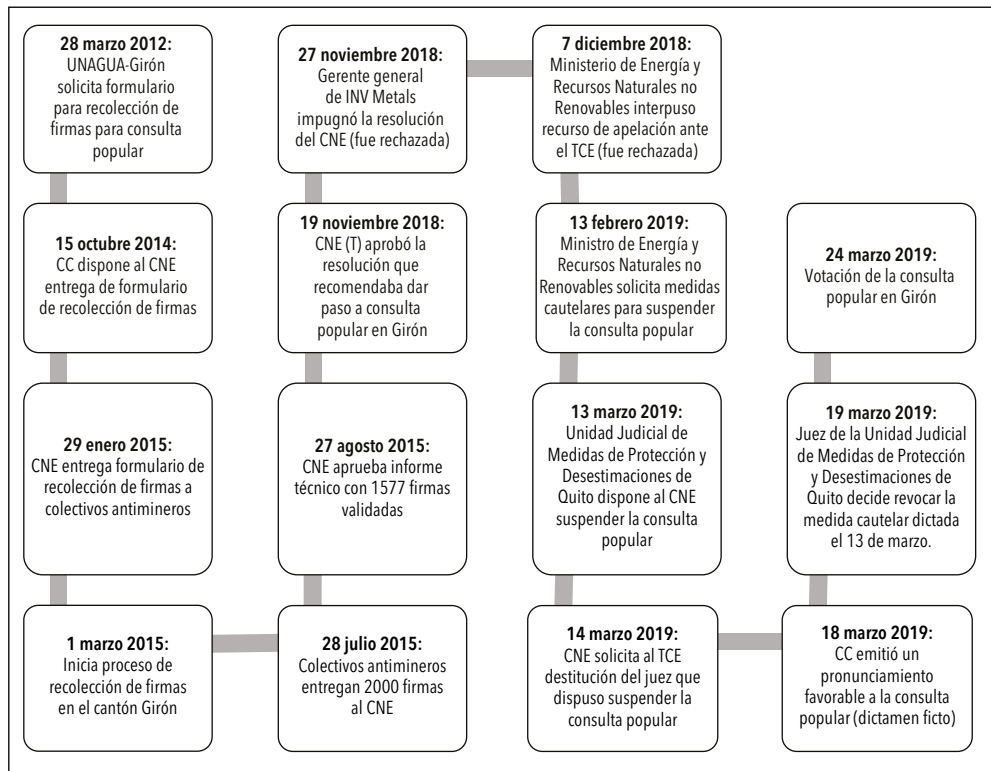 28 marzo 2012:
UNAGUA-Girón
solicita formulario
para recolección de
firmas para consulta
popular
15 octubre 2014:
CC dispone al CNE
entrega de formulario
de recolección de firmas
29 enero 2015:
CNE entrega formulario de
recolección de firmas a
colectivos antimineros
1 marzo 2015:
Inicia proceso de
recolección de firmas
en el cantón Girón
28 julio 2015:
Colectivos antimineros
entregan 2000 firmas
al CNE
27 agosto 2015:
CNE aprueba informe
técnico con 1577 firmas
validadas
19 noviembre 2018:
CNE (T) aprobó la
resolución que
recomendaba dar
paso a consulta
popular en Girón
27 noviembre 2018:
Gerente general
de INV Metals
impugnó la resolución
del CNE (fue rechazada)
7 diciembre 2018:
Ministerio de Energía y
Recursos Naturales no
Renovables interpuso
recurso de apelación ante
el TCE (fue rechazada)
13 febrero 2019:
Ministro de Energía y
Recursos Naturales no
Renovables solicita medidas
cautelares para suspender
la consulta popular
13 marzo 2019:
Unidad Judicial de
Medidas de Protección y
Desestimaciones de
Quito dispone al CNE
suspender la consulta
popular
14 marzo 2019:
CNE solicita al TCE
destitución del juez que
dispuso suspender la
consulta popular
18 marzo 2019:
CC emitió un
pronunciamiento
favorable a la consulta
popular (dictamen ficto)
19 marzo 2019:
Juez de la Unidad Judicial
de Medidas de Protección
y Desestimaciones de
Quito decide revocar la
medida cautelar dictada
el 13 de marzo.
24 marzo 2019:
Votación de la consulta
popular en Girón